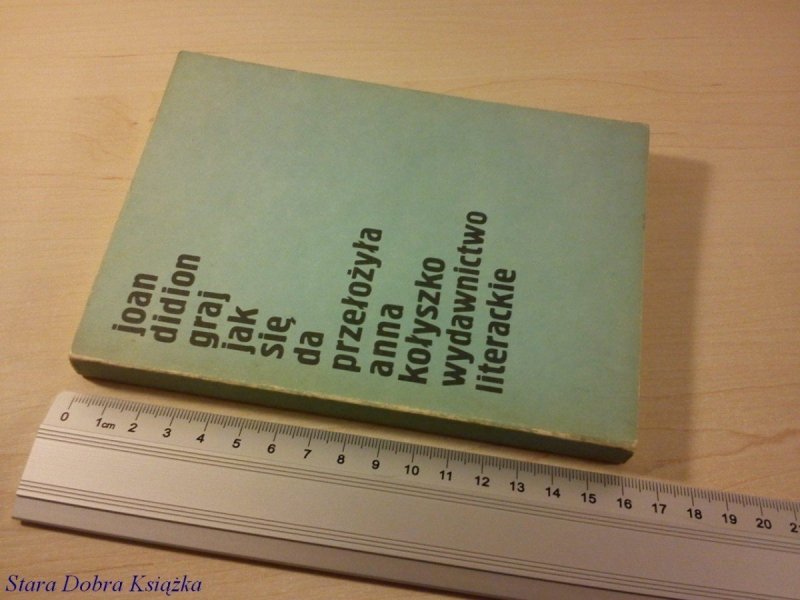 joan
didion
graj
jak
się
da
przełożyła
anna
kołyszko
wydawnictwo
literackie
0 1cm 2 3 4 5 6 7 8 9 10 11 12 13 14 15 16 17 18 19 20 21
Stara Dobra Książka